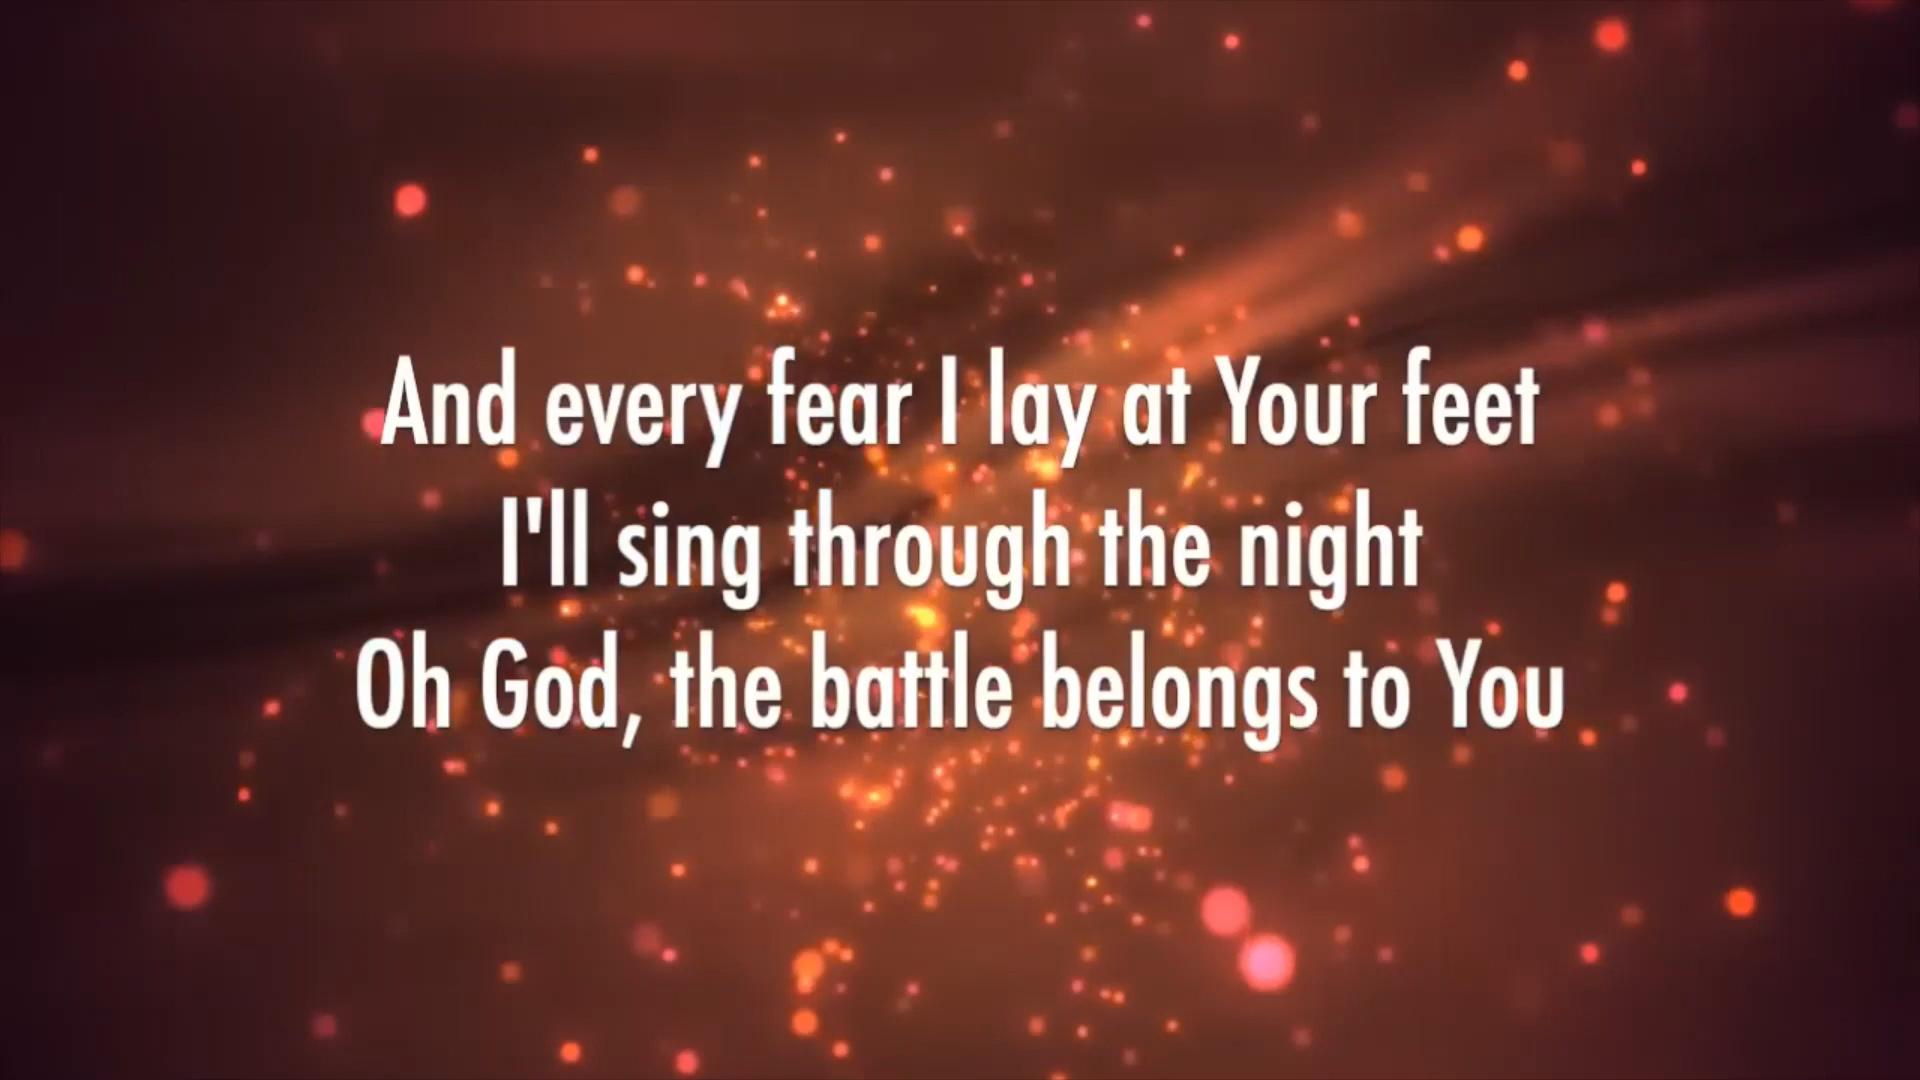 And every fear I lay at Your feet
I'll sing through the night
Oh God, the battle belongs to You